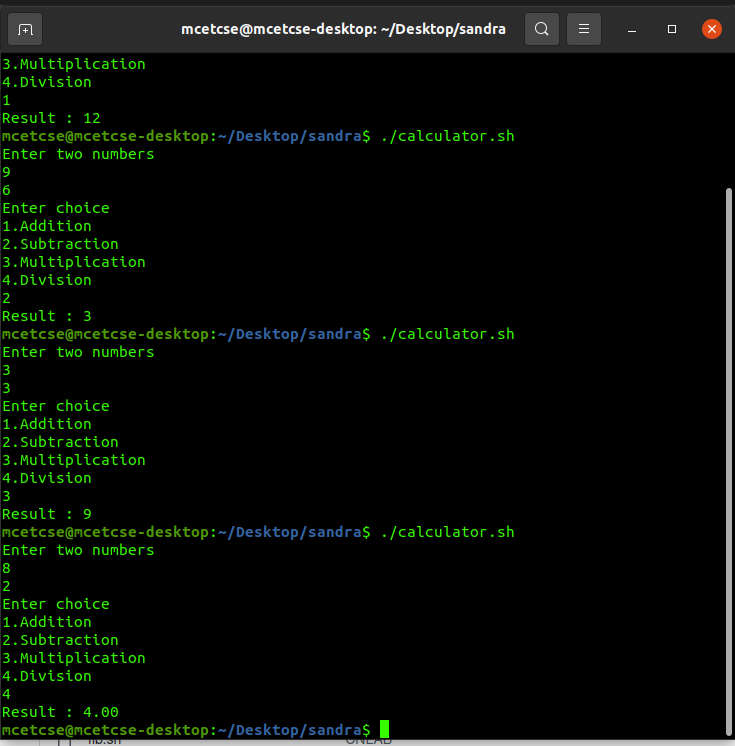 mcetcse@mcetcse-desktop: ~/Desktop/sandra
3.Multiplication
4.Division
1
Result : 12
mcetcse@mcetcse-desktop:~/Desktop/sandra$ ./calculator.sh
Enter two numbers
9
6
Enter choice
1.Addition
2.Subtraction
3.Multiplication
4.Division
2
Result : 3
mcetcse@mcetcse-desktop:~/Desktop/sandra$ ./calculator.sh
Enter two numbers
3
3
Enter choice
1.Addition
2.Subtraction
3.Multiplication
4.Division
3
Result : 9
mcetcse@mcetcse-desktop:~/Desktop/sandra$ ./calculator.sh
Enter two numbers
8
2
Enter choice
1.Addition
2.Subtraction
3.Multiplication
4.Division
4
Result : 4.00
mcetcse@mcetcse-desktop:~/Desktop/sandra$